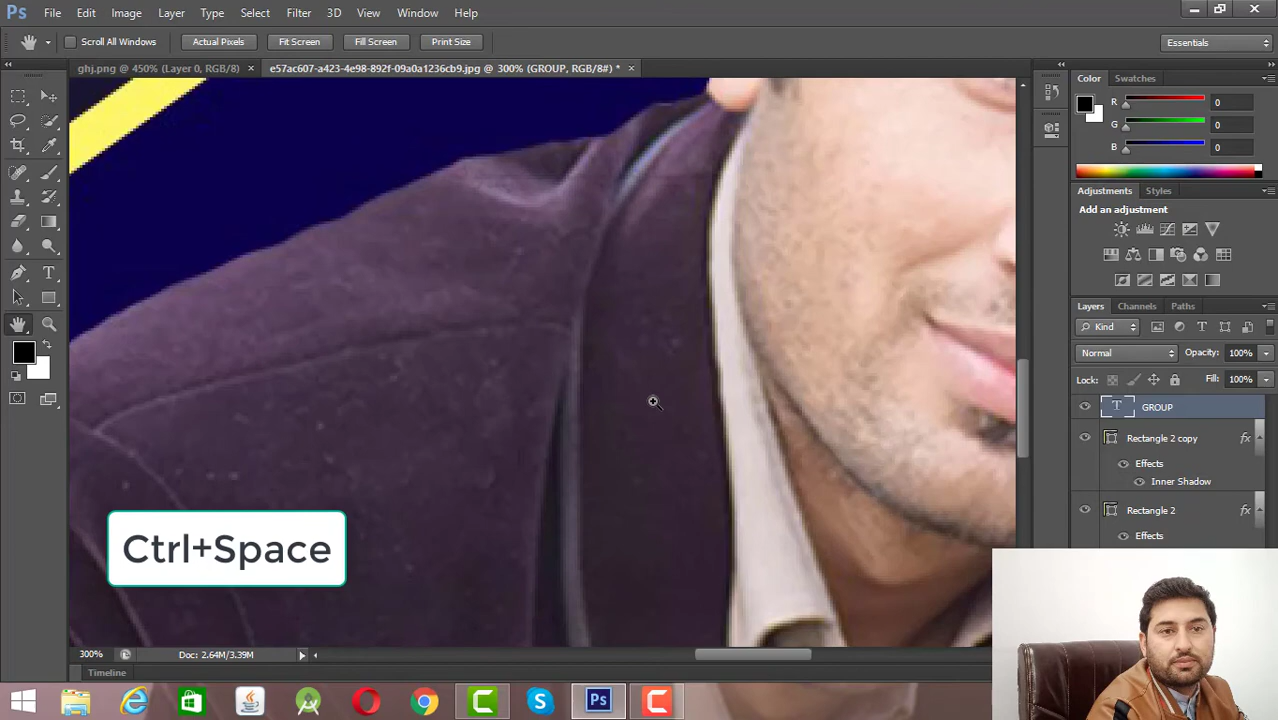 Ps File Edit Image Layer Type Select Filter 3D View Window Help
Scroll All Windows Actual Pixels Fit Screen Fill Screen Print Size Essentials
ghj.png @ 450% (Layer 0, RGB/8) × e57ac607-a423-4e98-892f-09a0a1236cb9.jpg @ 300% (GROUP, RGB/8#) * ×
Color Swatches
R 0
G 0
B 0
Adjustments Styles
Add an adjustment
Layers Channels Paths
Kind
Normal Opacity: 100%
Lock: Fill: 100%
T GROUP
Rectangle 2 copy fx
Effects
Inner Shadow
Rectangle 2 fx
Effects
Ctrl+Space
300% Doc: 2.64M/3.39M
Timeline
Ps